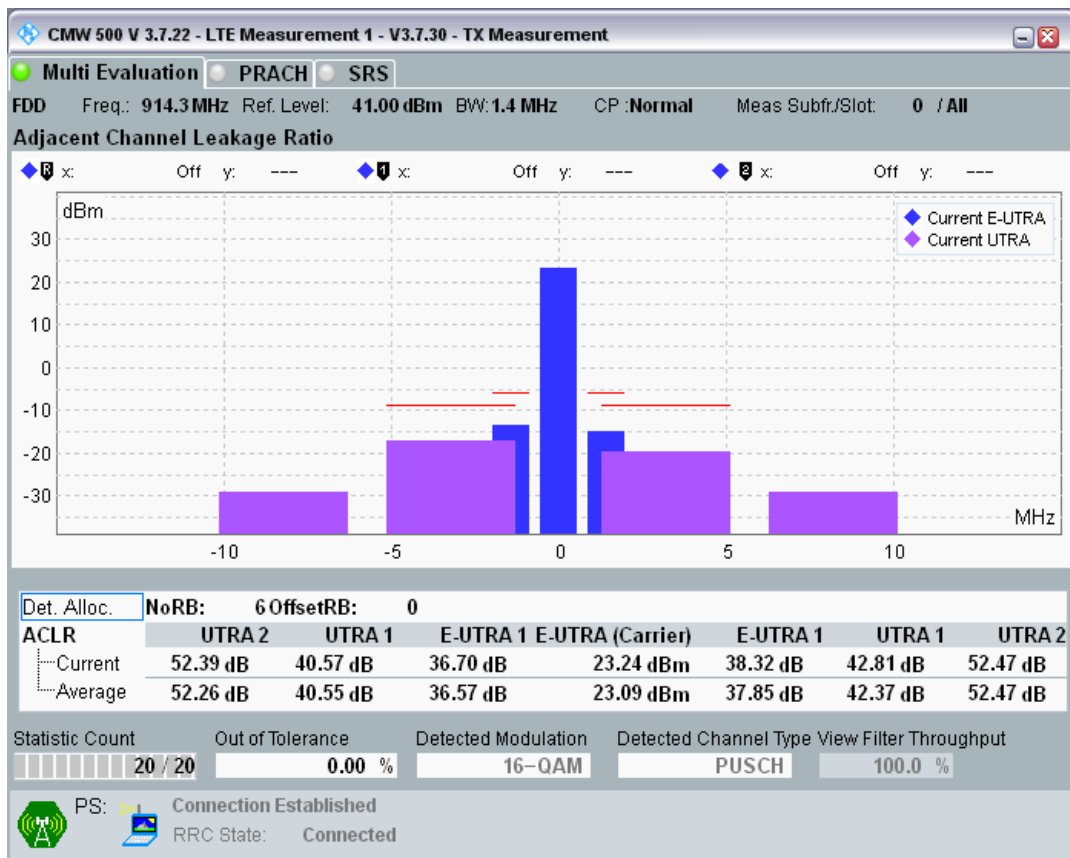 CMW 500 V 3.7.22 - LTE Measurement 1 - V3.7.30 - TX Measurement
Multi Evaluation PRACH SRS
FDD Freq.: 914.3 MHz Ref. Level: 41.00 dBm BW: 1.4 MHz CP :Normal Meas Subfr./Slot: 0 / All
Adjacent Channel Leakage Ratio
R x: Off y: --- 1 x: Off y: --- 2 x: Off y: ---
dBm
Current E-UTRA
Current UTRA
30
20
10
0
-10
-20
-30
MHz
-10 -5 0 5 10
Det. Alloc. NoRB: 6 OffsetRB: 0
ACLR UTRA 2 UTRA 1 E-UTRA 1 E-UTRA (Carrier) E-UTRA 1 UTRA 1 UTRA 2
Current 52.39 dB 40.57 dB 36.70 dB 23.24 dBm 38.32 dB 42.81 dB 52.47 dB
Average 52.26 dB 40.55 dB 36.57 dB 23.09 dBm 37.85 dB 42.37 dB 52.47 dB
Statistic Count Out of Tolerance Detected Modulation Detected Channel Type View Filter Throughput
20 / 20 0.00 % 16-QAM PUSCH 100.0 %
PS: Connection Established
RRC State: Connected